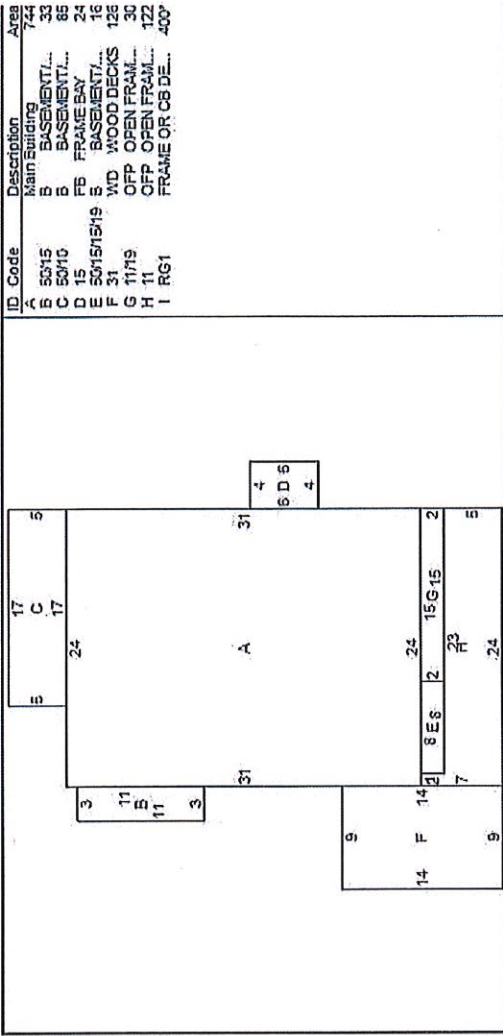 ID Code Description Area
A Main Building 744
B 50/15 B BASEMENT/... 33
C 50/10 B BASEMENT/... 85
D 15 FB FRAME BAY 24
E 50/15/15/19 B BASEMENT/... 16
F 31 WD WOOD DECKS 126
G 11/19 OFP OPEN FRAM... 30
H 11 OFP OPEN FRAM... 122
I RG1 FRAME OR CB DE... 400*
17
5 C 5
17
24
3
11
B
11
3
31 A 31
4
6 D 6
4
24
1 8 E 8 2 15 G 15 2
9
14 F 14
9
7 23 5
H
24